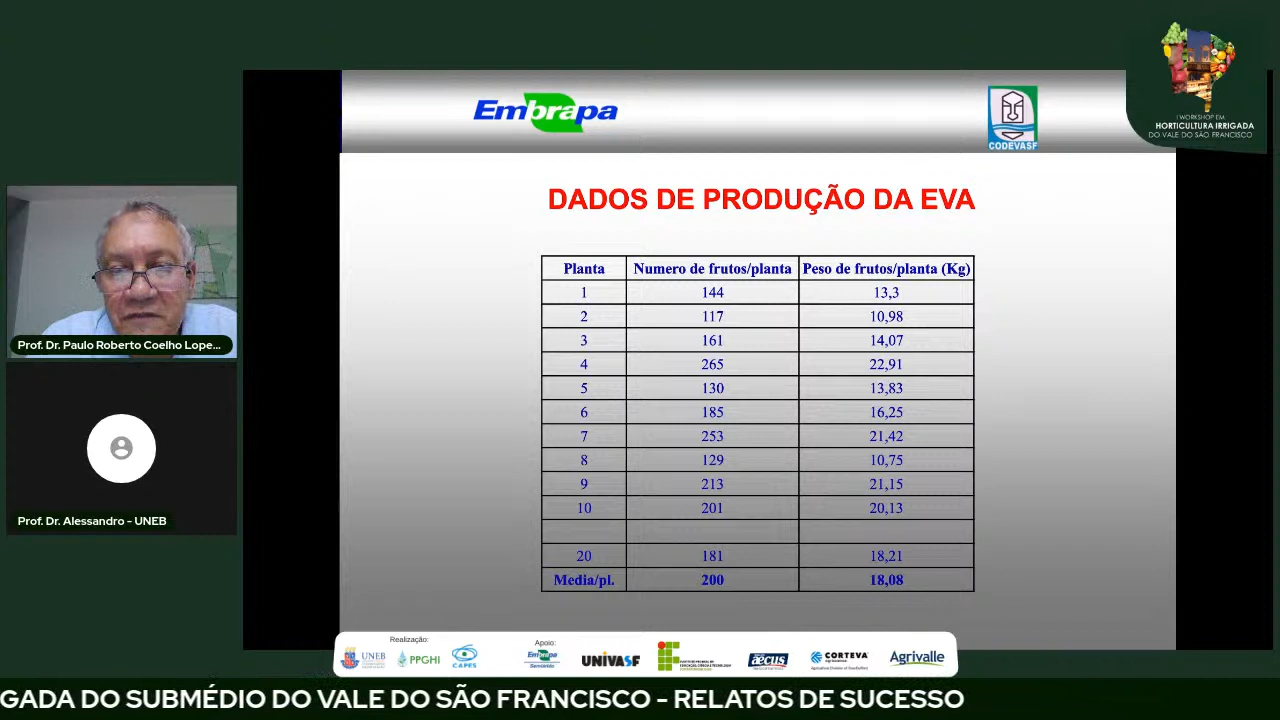 I WORKSHOP EM
HORTICULTURA IRRIGADA
DO VALE DO SÃO FRANCISCO
Embrapa
CODEVASF
DADOS DE PRODUÇÃO DA EVA
Planta Numero de frutos/planta Peso de frutos/planta (Kg)
1 144 13,3
2 117 10,98
3 161 14,07
4 265 22,91
5 130 13,83
6 185 16,25
7 253 21,42
8 129 10,75
9 213 21,15
10 201 20,13
20 181 18,21
Media/pl. 200 18,08
Prof. Dr. Paulo Roberto Coelho Lope...
Prof. Dr. Alessandro - UNEB
Realização:
UNEB
PPGHI
CAPES
Apoio:
Embrapa
Semiárido
UNIVASF
æcus
CORTEVA
Agrivalle
GADA DO SUBMÉDIO DO VALE DO SÃO FRANCISCO - RELATOS DE SUCESSO